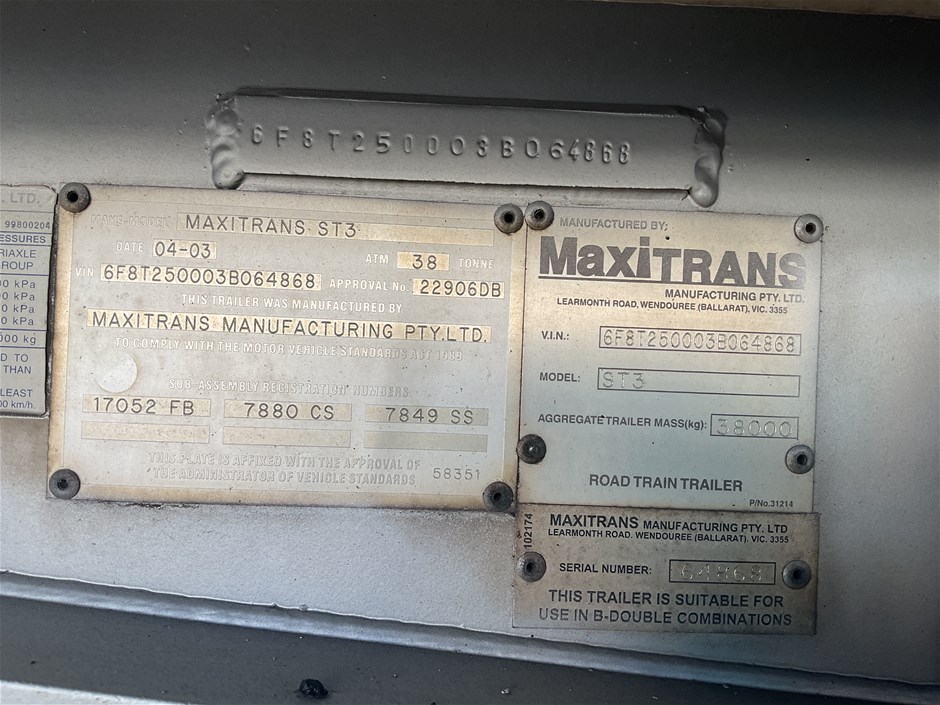 6F8T250003B064868
. LTD.
99800204
ESSURES
RIAXLE
GROUP
0 kPa
0 kPa
0 kPa
0 kPa
000 kg
D TO
THAN
LEAST
00 km/h.
MAKE-MODEL MAXITRANS ST3
DATE 04-03 ATM 38 TONNE
VIN 6F8T250003B064868 APPROVAL No. 22906DB
THIS TRAILER WAS MANUFACTURED BY
MAXITRANS MANUFACTURING PTY.LTD.
TO COMPLY WITH THE MOTOR VEHICLE STANDARDS ACT 1989
SUB-ASSEMBLY REGISTRATION NUMBERS
17052 FB 7880 CS 7849 SS
THIS PLATE IS AFFIXED WITH THE APPROVAL OF
THE ADMINISTRATOR OF VEHICLE STANDARDS 58351
MANUFACTURED BY:
MaxiTRANS
MANUFACTURING PTY. LTD.
LEARMONTH ROAD, WENDOUREE (BALLARAT), VIC. 3355
V.I.N.: 6F8T250003B064868
MODEL: ST3
AGGREGATE TRAILER MASS(kg): 38000
ROAD TRAIN TRAILER
P/No.31214
102174
MAXITRANS MANUFACTURING PTY. LTD
LEARMONTH ROAD. WENDOUREE (BALLARAT), VIC. 3355
SERIAL NUMBER: 64868
THIS TRAILER IS SUITABLE FOR
USE IN B-DOUBLE COMBINATIONS